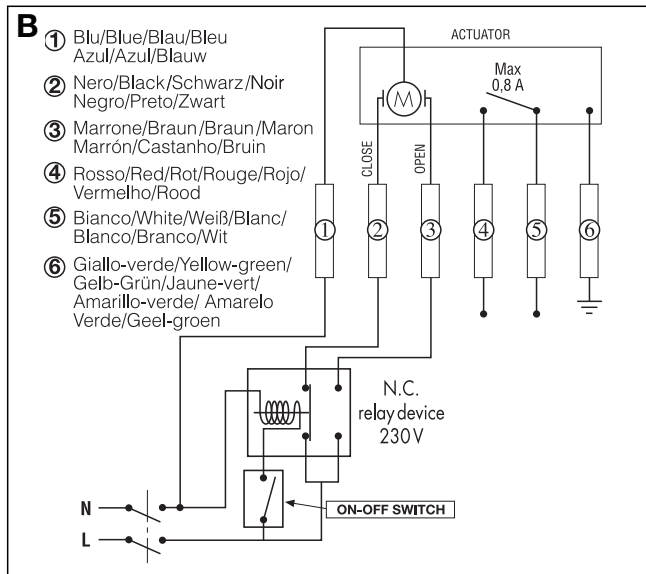 B
① Blu/Blue/Blau/Bleu
Azul/Azul/Blauw
② Nero/Black/Schwarz/Noir
Negro/Preto/Zwart
③ Marrone/Braun/Braun/Maron
Marrón/Castanho/Bruin
④ Rosso/Red/Rot/Rouge/Rojo/
Vermelho/Rood
⑤ Bianco/White/Weiß/Blanc/
Blanco/Branco/Wit
⑥ Giallo-verde/Yellow-green/
Gelb-Grün/Jaune-vert/
Amarillo-verde/ Amarelo
Verde/Geel-groen
ACTUATOR
Max
0,8 A
M
CLOSE
OPEN
① ② ③ ④ ⑤ ⑥
N.C.
relay device
230 V
ON-OFF SWITCH
N
L